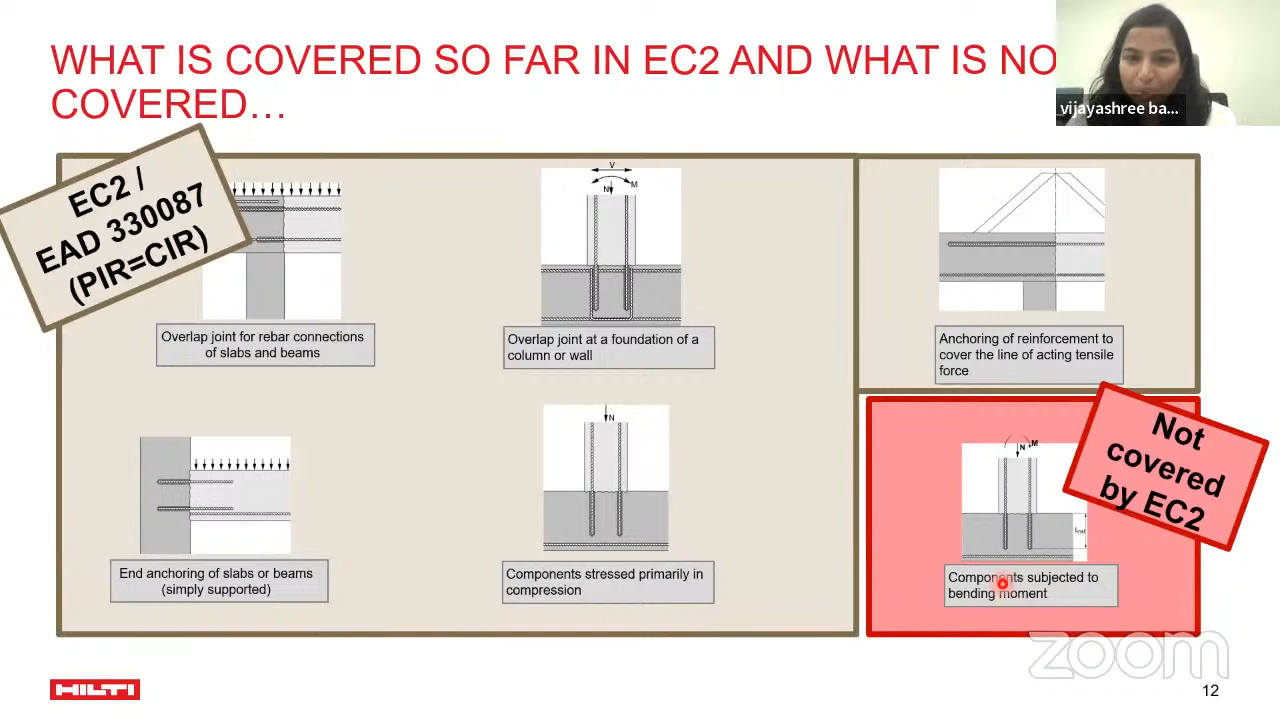 WHAT IS COVERED SO FAR IN EC2 AND WHAT IS NO
COVERED…
vijayashree ba...
EC2 /
EAD 330087
(PIR=CIR)
Overlap joint for rebar connections
of slabs and beams
V
N
M
Overlap joint at a foundation of a
column or wall
Anchoring of reinforcement to
cover the line of acting tensile
force
End anchoring of slabs or beams
(simply supported)
N
Components stressed primarily in
compression
Not
covered
by EC2
N
M
Components subjected to
bending moment
zoom
HILTI
12